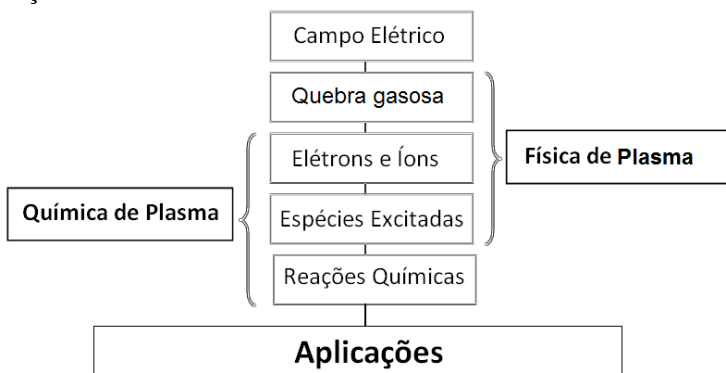 Campo Elétrico
Quebra gasosa
Elétrons e Íons
Física de Plasma
Química de Plasma
Espécies Excitadas
Reações Químicas
Aplicações